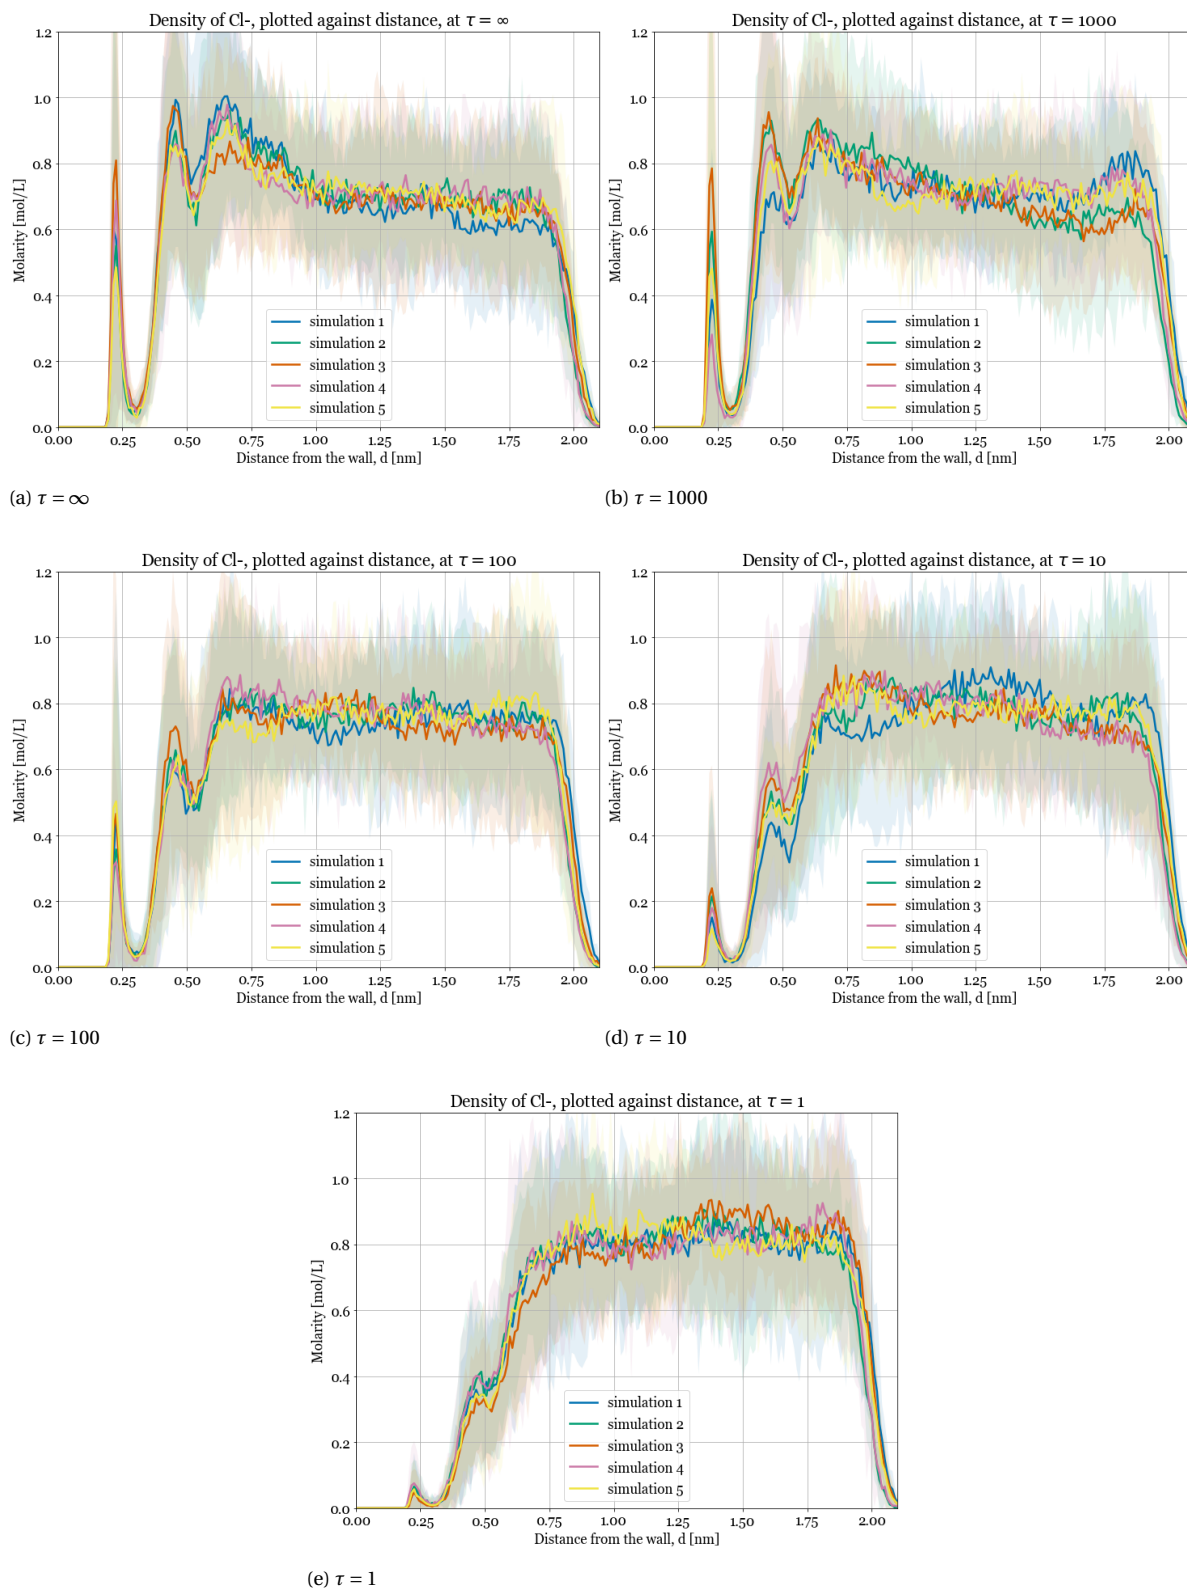 Density of Cl-, plotted against distance, at τ = ∞
Molarity [mol/L]
1.2
1.0
0.8
0.6
0.4
0.2
0.0
0.00 0.25 0.50 0.75 1.00 1.25 1.50 1.75 2.00
Distance from the wall, d [nm]
simulation 1
simulation 2
simulation 3
simulation 4
simulation 5
(a) τ = ∞
Density of Cl-, plotted against distance, at τ = 1000
Molarity [mol/L]
1.2
1.0
0.8
0.6
0.4
0.2
0.0
0.00 0.25 0.50 0.75 1.00 1.25 1.50 1.75 2.00
Distance from the wall, d [nm]
simulation 1
simulation 2
simulation 3
simulation 4
simulation 5
(b) τ = 1000
Density of Cl-, plotted against distance, at τ = 100
Molarity [mol/L]
1.2
1.0
0.8
0.6
0.4
0.2
0.0
0.00 0.25 0.50 0.75 1.00 1.25 1.50 1.75 2.00
Distance from the wall, d [nm]
simulation 1
simulation 2
simulation 3
simulation 4
simulation 5
(c) τ = 100
Density of Cl-, plotted against distance, at τ = 10
Molarity [mol/L]
1.2
1.0
0.8
0.6
0.4
0.2
0.0
0.00 0.25 0.50 0.75 1.00 1.25 1.50 1.75 2.00
Distance from the wall, d [nm]
simulation 1
simulation 2
simulation 3
simulation 4
simulation 5
(d) τ = 10
Density of Cl-, plotted against distance, at τ = 1
Molarity [mol/L]
1.2
1.0
0.8
0.6
0.4
0.2
0.0
0.00 0.25 0.50 0.75 1.00 1.25 1.50 1.75 2.00
Distance from the wall, d [nm]
simulation 1
simulation 2
simulation 3
simulation 4
simulation 5
(e) τ = 1